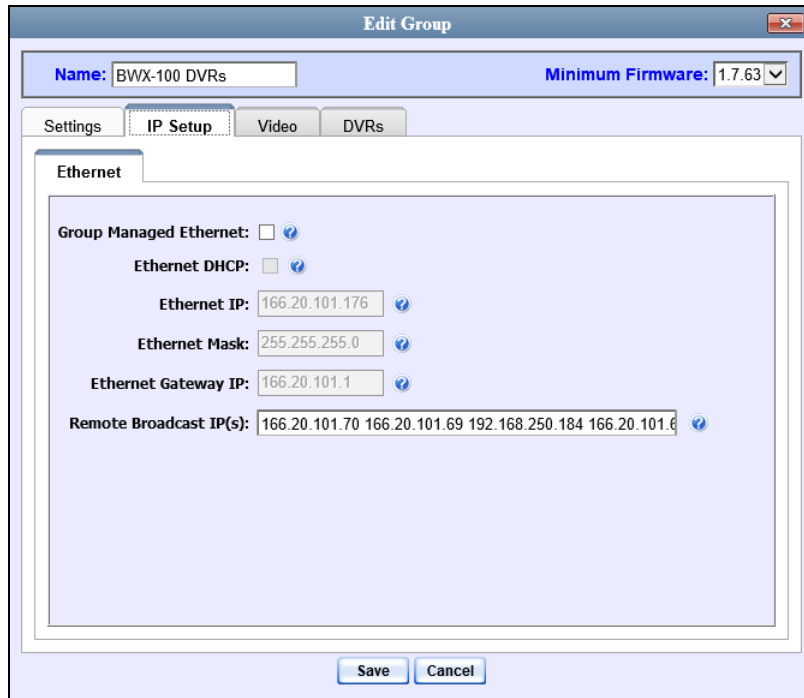 Edit Group
Name: BWX-100 DVRs Minimum Firmware: 1.7.63
Settings IP Setup Video DVRs
Ethernet
Group Managed Ethernet:
Ethernet DHCP:
Ethernet IP: 166.20.101.176
Ethernet Mask: 255.255.255.0
Ethernet Gateway IP: 166.20.101.1
Remote Broadcast IP(s): 166.20.101.70 166.20.101.69 192.168.250.184
Save Cancel